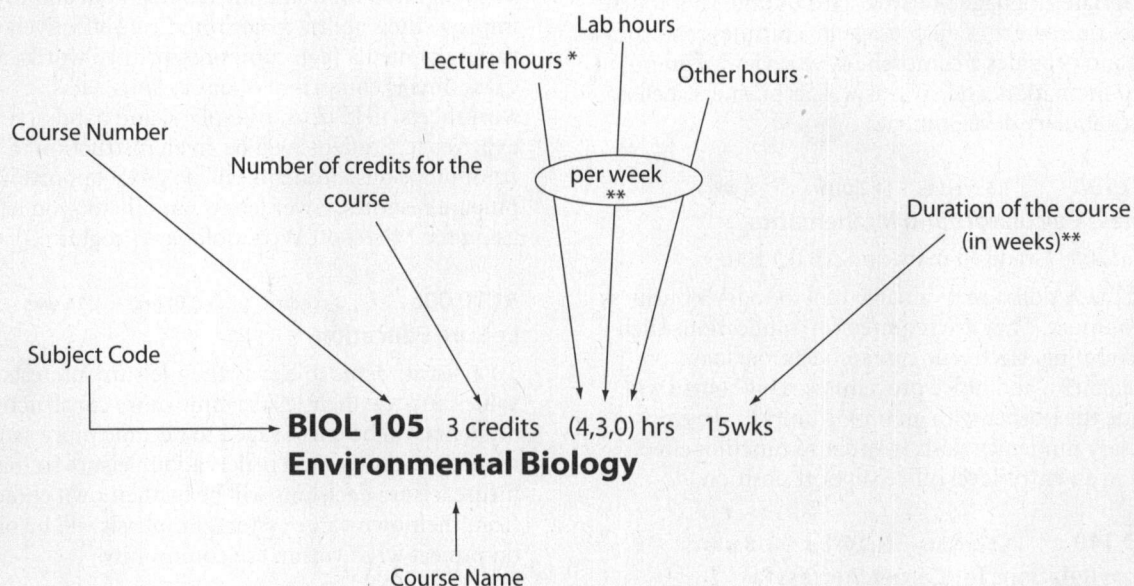 Lab hours
Lecture hours *
Other hours
Course Number
Number of credits for the
course
per week
**
Duration of the course
(in weeks)**
Subject Code
BIOL 105 3 credits (4,3,0) hrs 15wks
Environmental Biology
Course Name